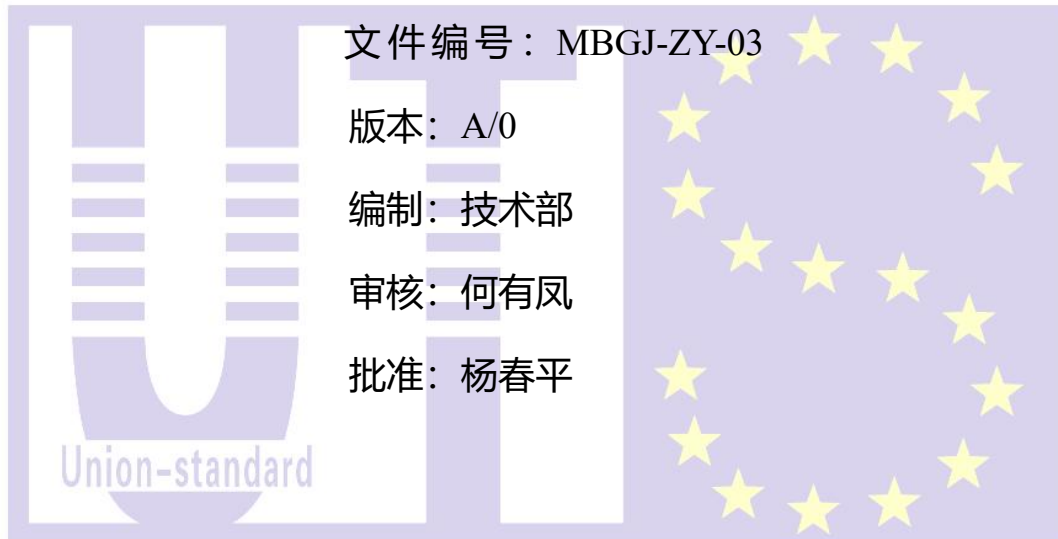 文件编号：MBGJ-ZY-03
版本：A/0
编制：技术部
审核：何有凤
批准：杨春平
Union-standard